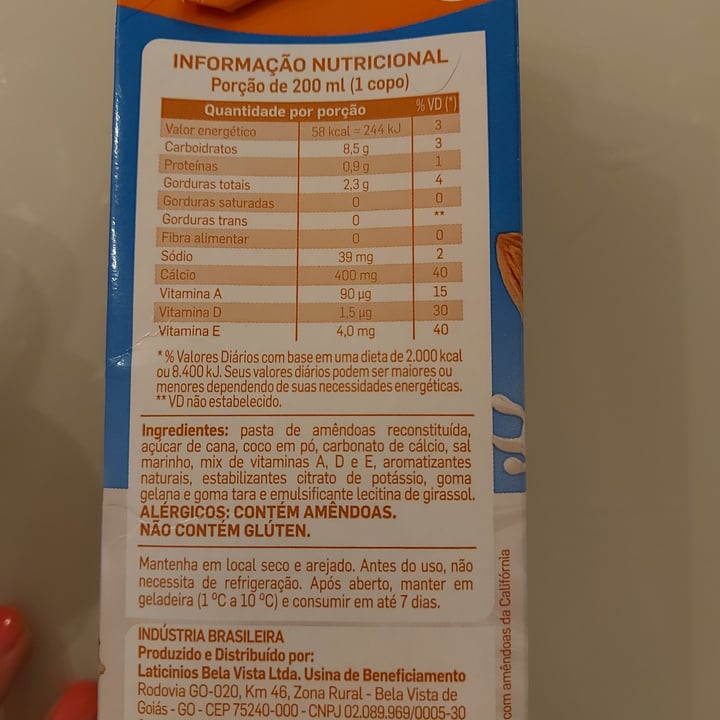 INFORMAÇÃO NUTRICIONAL
Porção de 200 ml (1 copo)
Quantidade por porção % VD (*)
Valor energético 58 kcal = 244 kJ 3
Carboidratos 8,5 g 3
Proteínas 0,9 g 1
Gorduras totais 2,3 g 4
Gorduras saturadas 0 0
Gorduras trans 0 **
Fibra alimentar 0 0
Sódio 39 mg 2
Cálcio 400 mg 40
Vitamina A 90 µg 15
Vitamina D 1,5 µg 30
Vitamina E 4,0 mg 40
* % Valores Diários com base em uma dieta de 2.000 kcal
ou 8.400 kJ. Seus valores diários podem ser maiores ou
menores dependendo de suas necessidades energéticas.
** VD não estabelecido.
Ingredientes: pasta de amêndoas reconstituída,
açúcar de cana, coco em pó, carbonato de cálcio, sal
marinho, mix de vitaminas A, D e E, aromatizantes
naturais, estabilizantes citrato de potássio, goma
gelana e goma tara e emulsificante lecitina de girassol.
ALÉRGICOS: CONTÉM AMÊNDOAS.
NÃO CONTÉM GLÚTEN.
Mantenha em local seco e arejado. Antes do uso, não
necessita de refrigeração. Após aberto, manter em
geladeira (1 ºC a 10 ºC) e consumir em até 7 dias.
INDÚSTRIA BRASILEIRA
Produzido e Distribuído por:
Laticinios Bela Vista Ltda. Usina de Beneficiamento
Rodovia GO-020, Km 46, Zona Rural - Bela Vista de
Goiás - GO - CEP 75240-000 - CNPJ 02.089.969/0005-30
com amêndoas da Califórnia